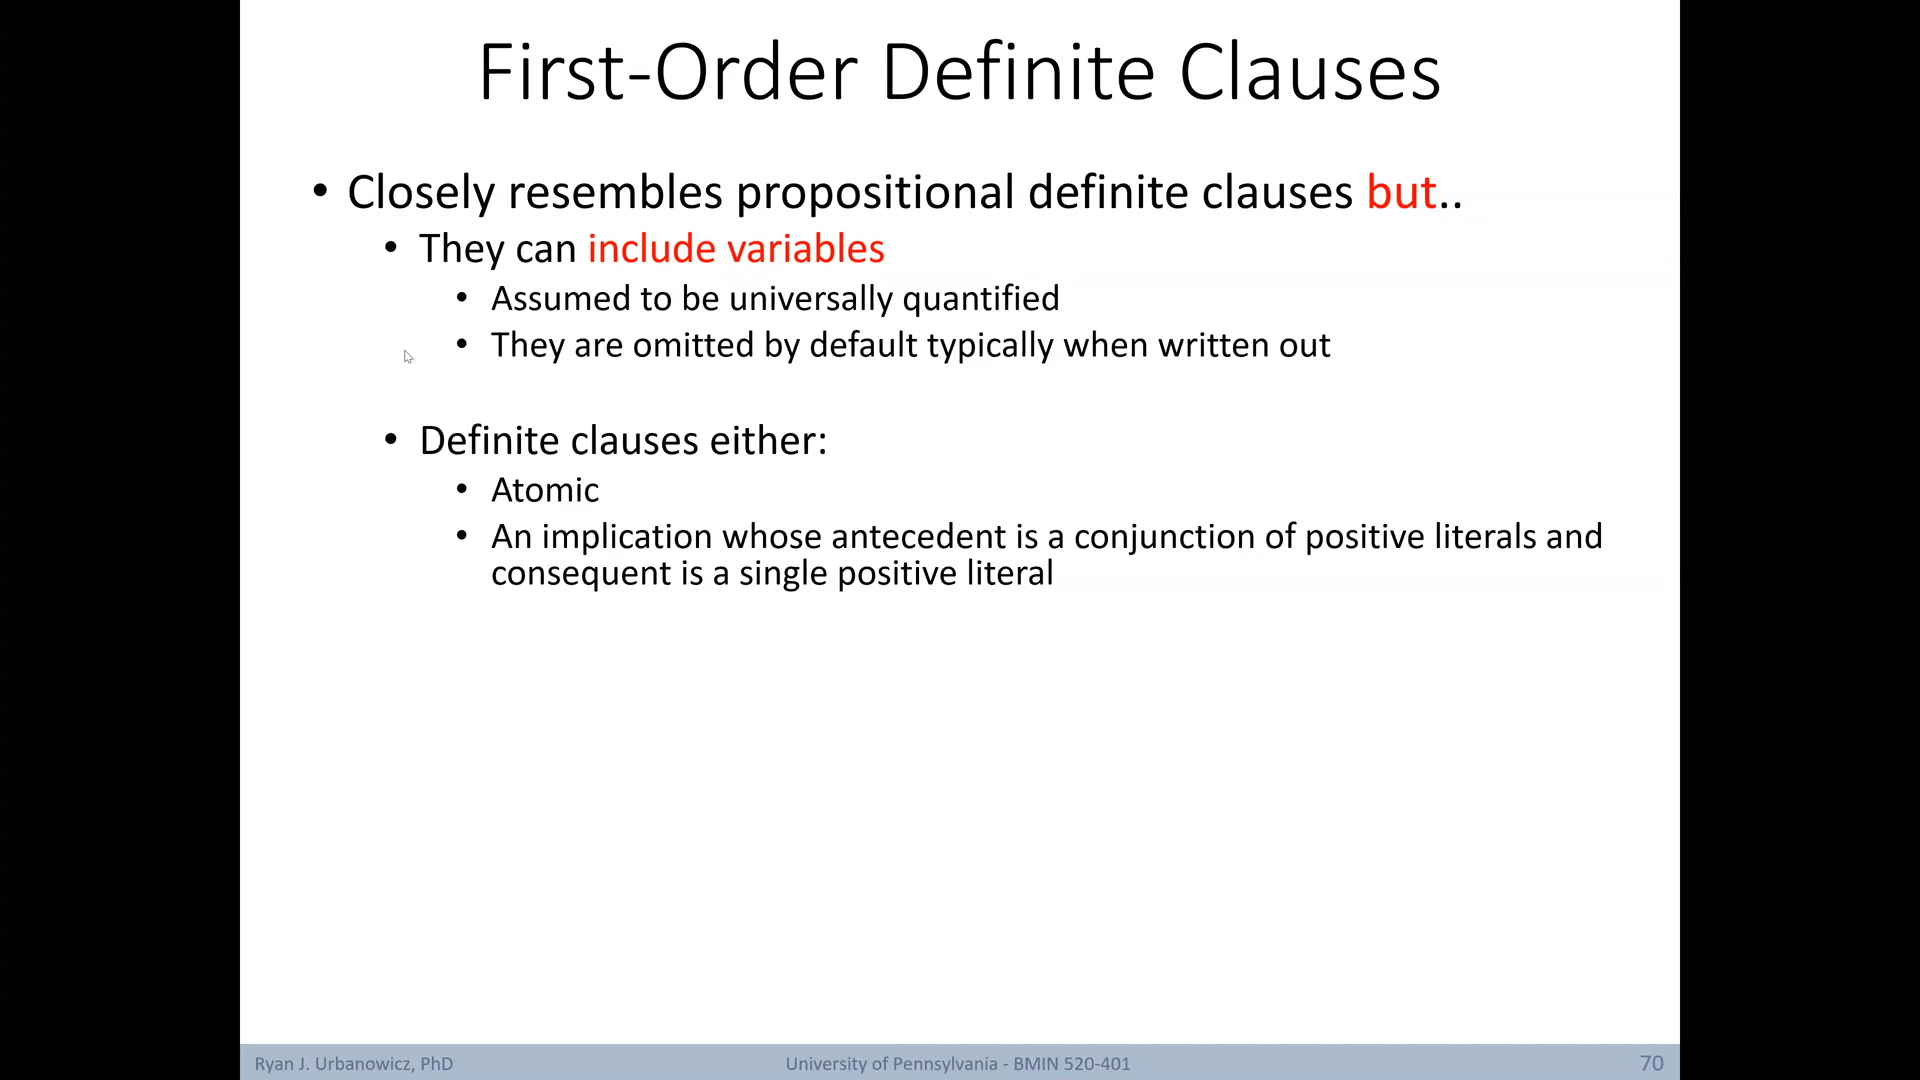 First-Order Definite Clauses
• Closely resembles propositional definite clauses but..
• They can include variables
• Assumed to be universally quantified
• They are omitted by default typically when written out
• Definite clauses either:
• Atomic
• An implication whose antecedent is a conjunction of positive literals and
consequent is a single positive literal
Ryan J. Urbanowicz, PhD
University of Pennsylvania - BMIN 520-401
70